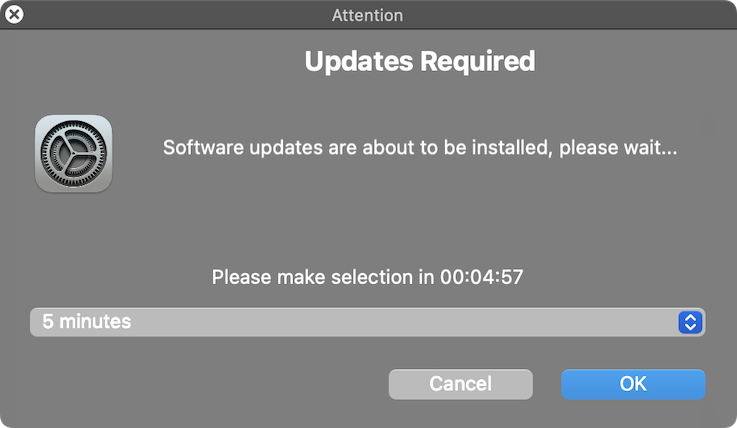 Attention
Updates Required
Software updates are about to be installed, please wait...
Please make selection in 00:04:57
5 minutes
Cancel
OK